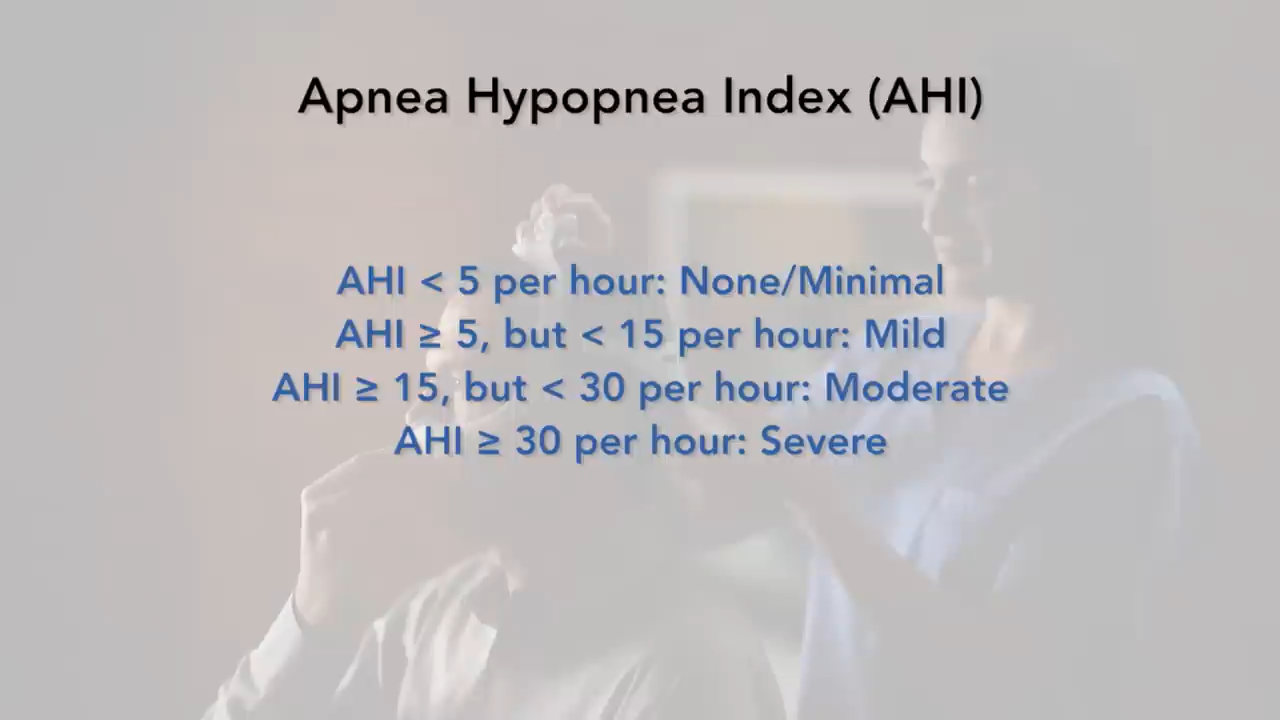 Apnea Hypopnea Index (AHI)
AHI < 5 per hour: None/Minimal
AHI ≥ 5, but < 15 per hour: Mild
AHI ≥ 15, but < 30 per hour: Moderate
AHI ≥ 30 per hour: Severe